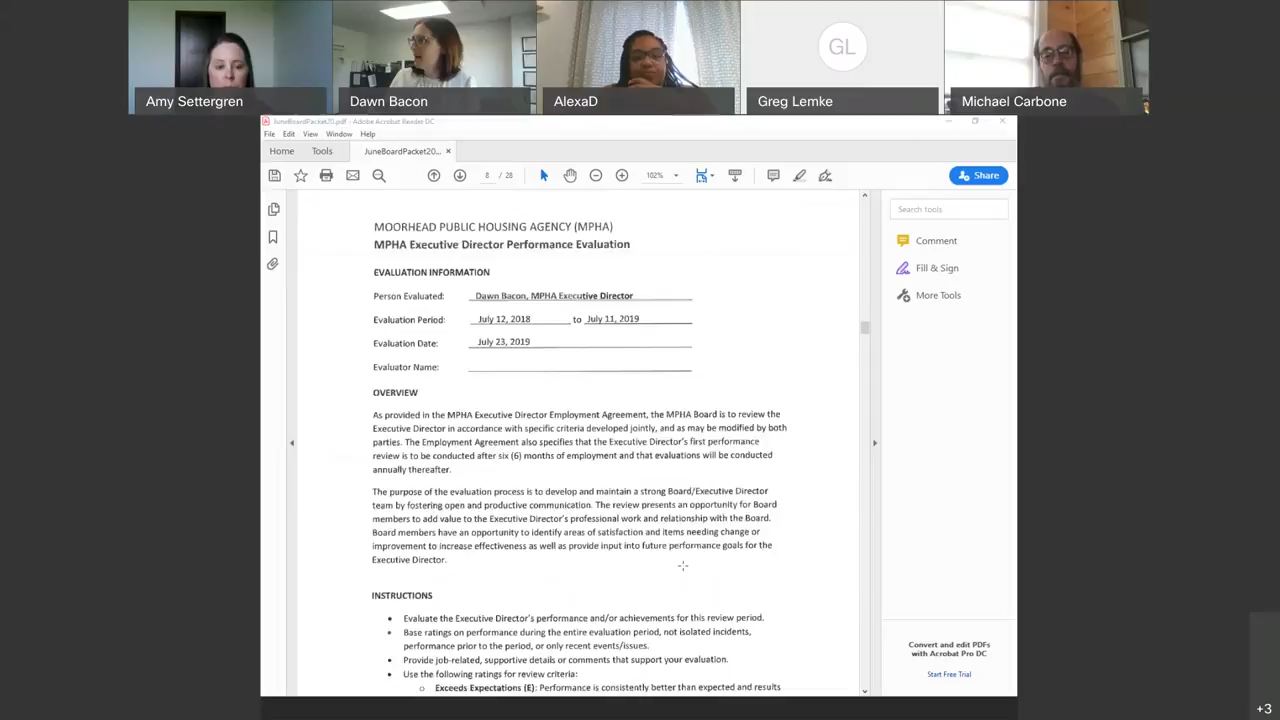 GL
Amy Settergren
Dawn Bacon
AlexaD
Greg Lemke
Michael Carbone
JuneBoardPacket20.pdf - Adobe Acrobat Reader DC
File Edit View Window Help
Home Tools JuneBoardPacket20... ×
8 / 28 102% Share
Search tools
Comment
Fill & Sign
More Tools
MOORHEAD PUBLIC HOUSING AGENCY (MPHA)
MPHA Executive Director Performance Evaluation
EVALUATION INFORMATION
Person Evaluated: Dawn Bacon, MPHA Executive Director
Evaluation Period: July 12, 2018 to July 11, 2019
Evaluation Date: July 23, 2019
Evaluator Name:
OVERVIEW
As provided in the MPHA Executive Director Employment Agreement, the MPHA Board is to review the
Executive Director in accordance with specific criteria developed jointly, and as may be modified by both
parties. The Employment Agreement also specifies that the Executive Director's first performance
review is to be conducted after six (6) months of employment and that evaluations will be conducted
annually thereafter.
The purpose of the evaluation process is to develop and maintain a strong Board/Executive Director
team by fostering open and productive communication. The review presents an opportunity for Board
members to add value to the Executive Director's professional work and relationship with the Board.
Board members have an opportunity to identify areas of satisfaction and items needing change or
improvement to increase effectiveness as well as provide input into future performance goals for the
Executive Director.
INSTRUCTIONS
• Evaluate the Executive Director's performance and/or achievements for this review period.
• Base ratings on performance during the entire evaluation period, not isolated incidents,
performance prior to the period, or only recent events/issues.
• Provide job-related, supportive details or comments that support your evaluation.
• Use the following ratings for review criteria:
o Exceeds Expectations (E): Performance is consistently better than expected and results
Convert and edit PDFs
with Acrobat Pro DC
Start Free Trial
+3